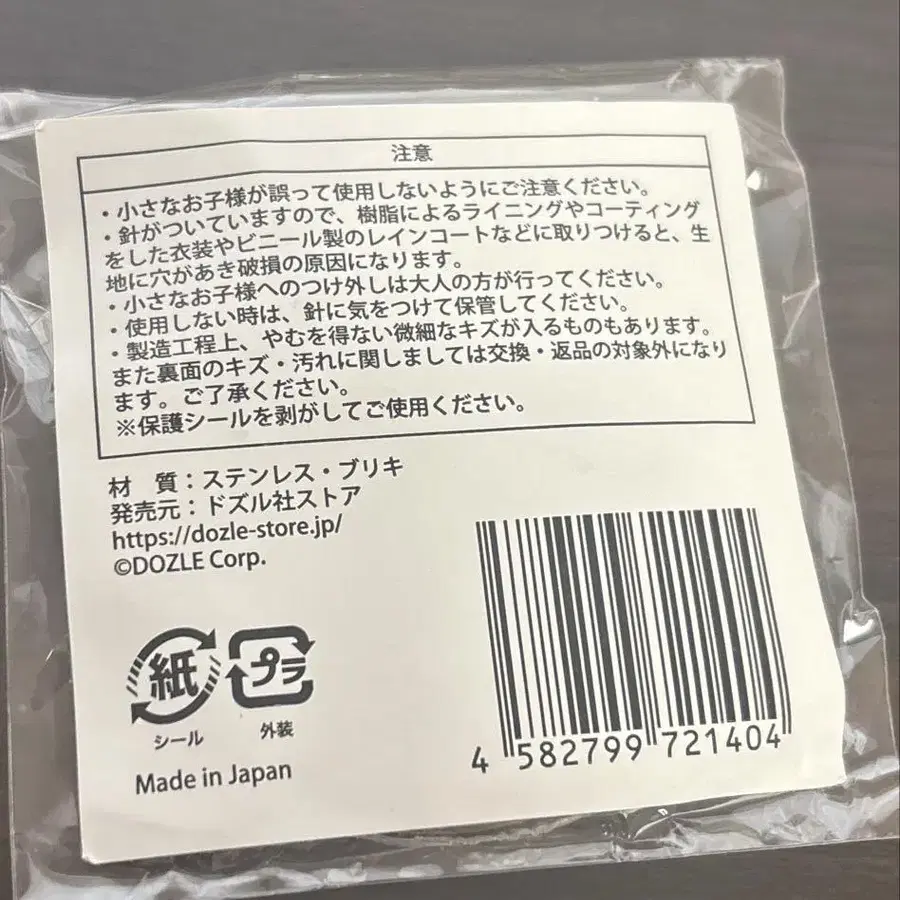 注意
・小さなお子様が誤って使用しないようにご注意ください。
・針がついていますので、樹脂によるライニングやコーティング
をした衣装やビニール製のレインコートなどに取りつけると、生
地に穴があき破損の原因になります。
・小さなお子様へのつけ外しは大人の方が行ってください。
・使用しない時は、針に気をつけて保管してください。
・製造工程上、やむを得ない微細なキズが入るものもあります。
また裏面のキズ・汚れに関しましては交換・返品の対象外になり
ます。ご了承ください。
※保護シールを剥がしてご使用ください。
材　質：ステンレス・ブリキ
発売元：ドズル社ストア
https://dozle-store.jp/
©DOZLE Corp.
紙
シール
プラ
外装
Made in Japan
4 582799 721404